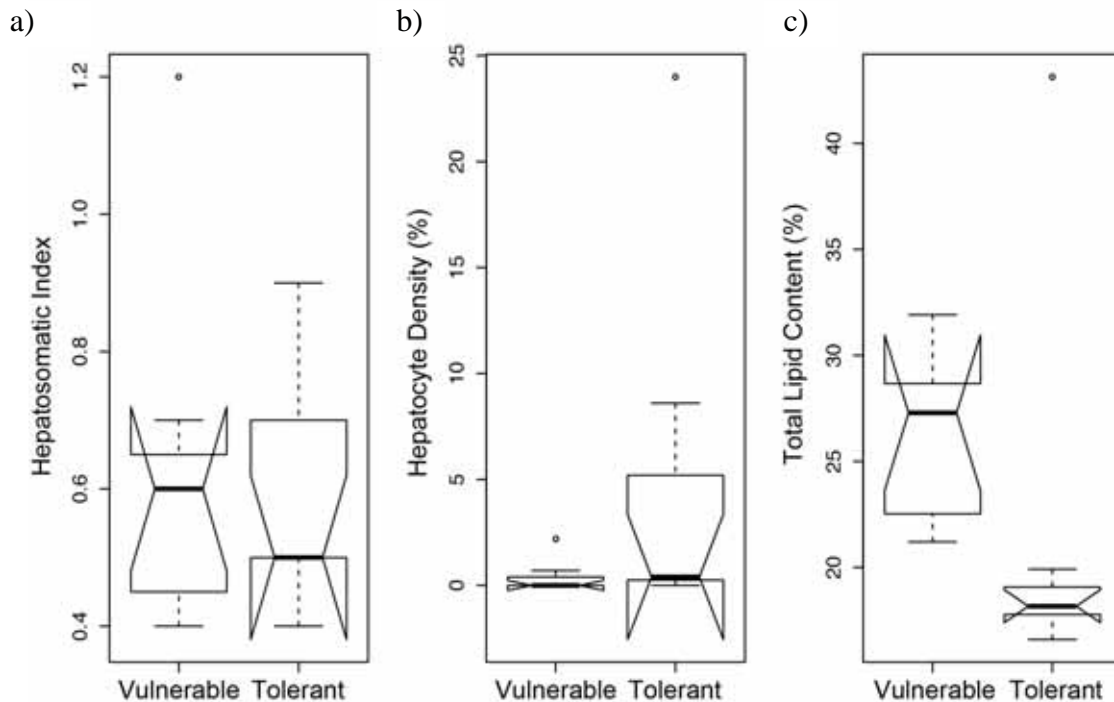 a)
Hepatosomatic Index
1.2
1.0
0.8
0.6
0.4
Vulnerable Tolerant
b)
Hepatocyte Density (%)
25
20
15
10
5
0
Vulnerable Tolerant
c)
Total Lipid Content (%)
40
35
30
25
20
Vulnerable Tolerant